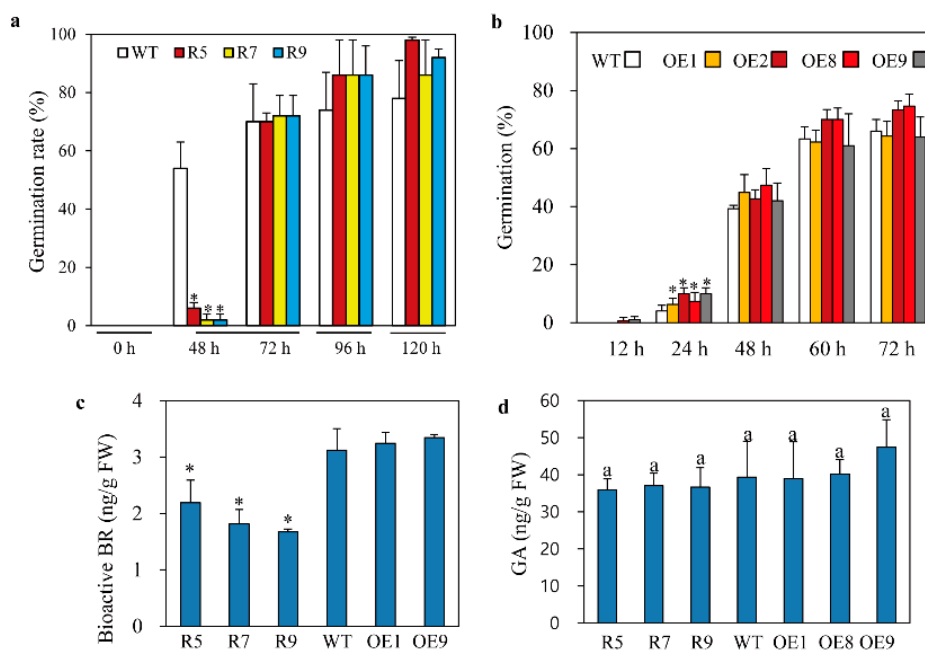 a
WT R5 R7 R9
Germination rate (%)
100
80
60
40
20
0
*
* *
0 h 48 h 72 h 96 h 120 h
b
WT OE1 OE2 OE8 OE9
Germination (%)
100
80
60
40
20
0
* * * *
12 h 24 h 48 h 60 h 72 h
c
Bioactive BR (ng/g FW)
4
3
2
1
0
* * *
R5 R7 R9 WT OE1 OE9
d
GA (ng/g FW)
60
50
40
30
20
10
0
a a a a a a a
R5 R7 R9 WT OE1 OE8 OE9